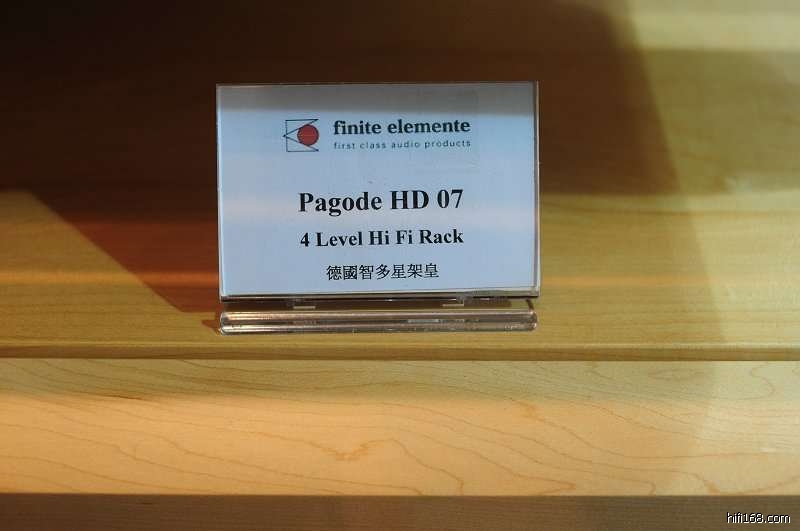 finite elemente
first class audio products
Pagode HD 07
4 Level Hi Fi Rack
德國智多星架皇
hifi168.com